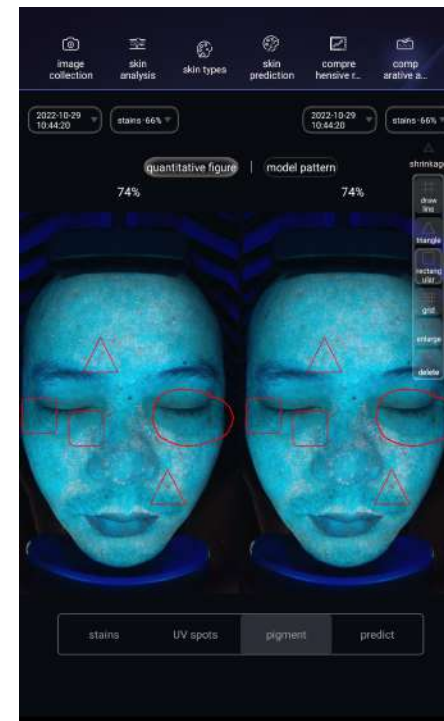 image
collection
skin
analysis
skin types
skin
prediction
compre
hensive r...
comp
arative a...
2022-10-29
10:44:20
stains -66%
2022-10-29
10:44:20
stains -66%
quantitative figure | model pattern
shrinkage
74%
74%
draw
line
triangle
rectang
ular
grid
enlarge
delete
stains
UV spots
pigment
predict